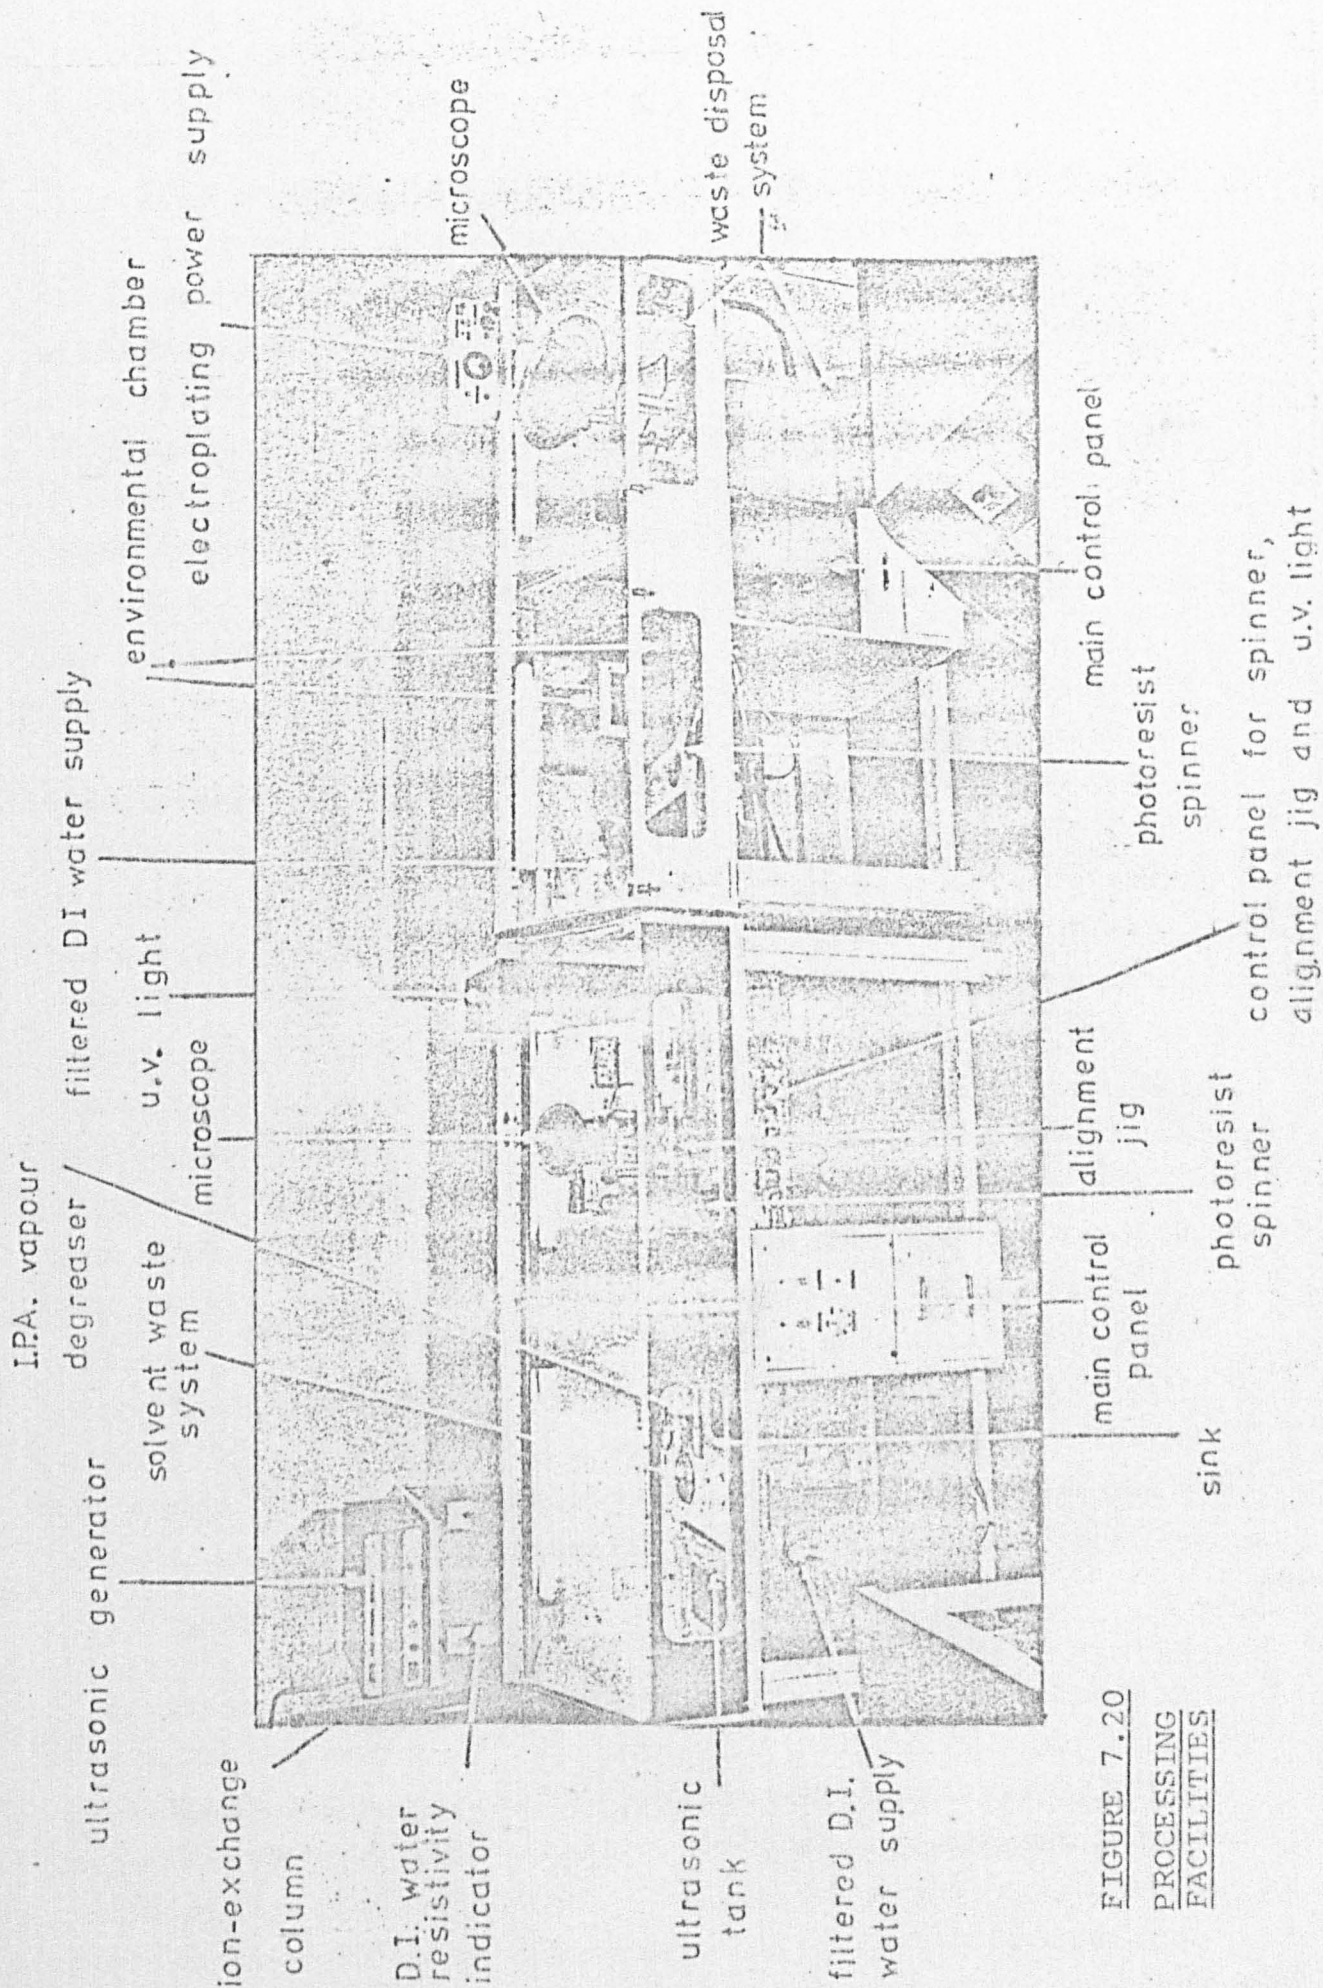 I.P.A. vapour
degreaser
filtered DI water supply
environmental chamber
electroplating power supply
ultrasonic generator
solvent waste
system
u.v. light
microscope
microscope
waste disposal
system
ion-exchange
column
D.I. water
resistivity
indicator
ultrasonic
tank
filtered D.I.
water supply
main control
panel
alignment
jig
photoresist
spinner
main control panel
sink
photoresist
spinner
control panel for spinner,
alignment jig and u.v. light
FIGURE 7.20
PROCESSING
FACILITIES